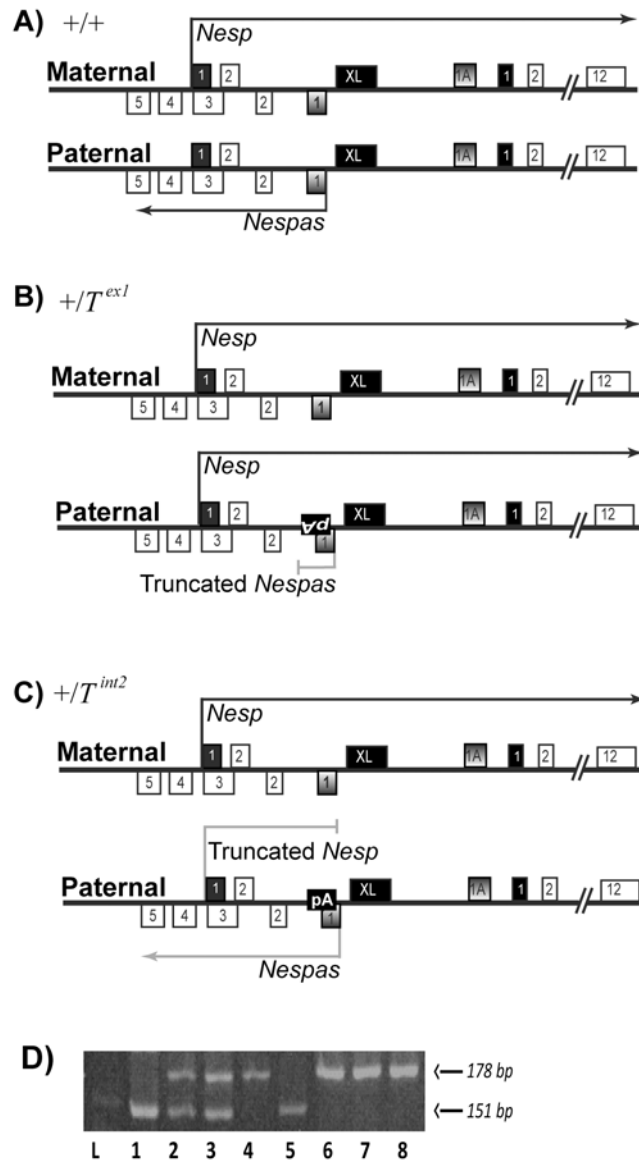 A) +/+
Nesp
Maternal 1 2 XL 1A 1 2 12
5 4 3 2 1
Paternal 1 2 XL 1A 1 2 12
5 4 3 2 1
Nespas
B) +/T^ex1
Nesp
Maternal 1 2 XL 1A 1 2 12
5 4 3 2 1
Nesp
Paternal 1 2 pA XL 1A 1 2 12
5 4 3 2 1
Truncated Nespas
C) +/T^int2
Nesp
Maternal 1 2 XL 1A 1 2 12
5 4 3 2 1
Truncated Nesp
Paternal 1 2 pA XL 1A 1 2 12
5 4 3 2 1
Nespas
D)
178 bp
151 bp
L 1 2 3 4 5 6 7 8